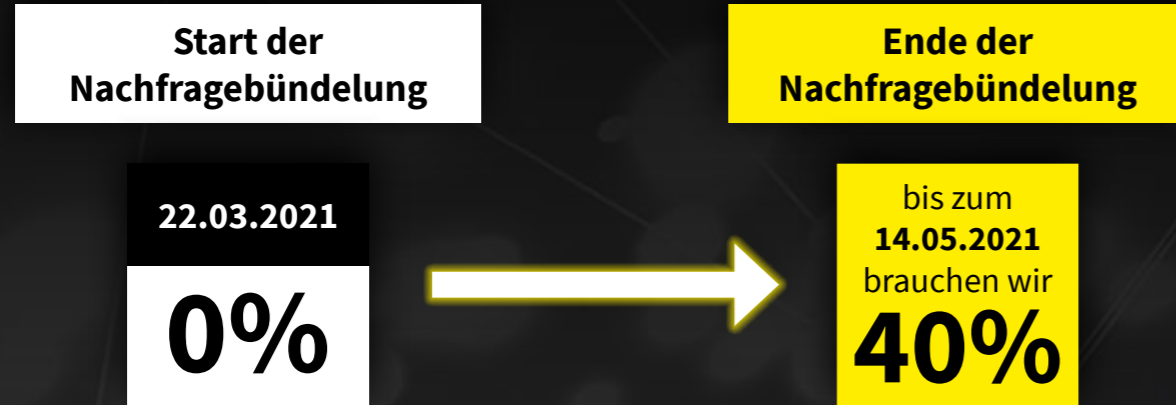 Start der
Nachfragebündelung
22.03.2021
0%
Ende der
Nachfragebündelung
bis zum
14.05.2021
brauchen wir
40%